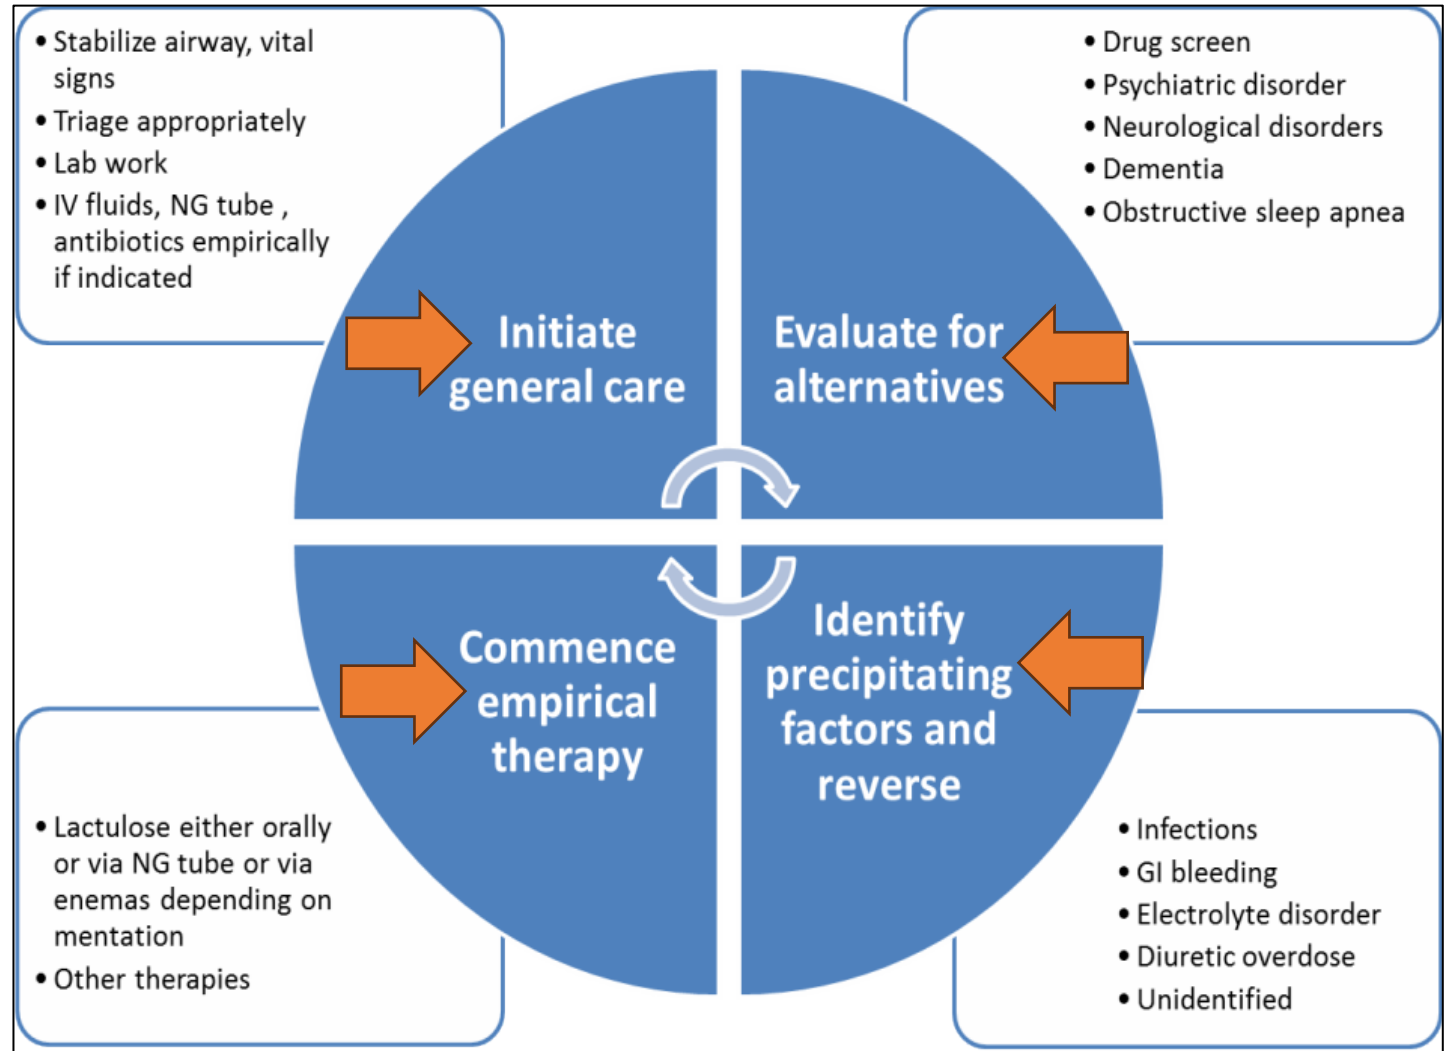 • Stabilize airway, vital
signs
• Triage appropriately
• Lab work
• IV fluids, NG tube ,
antibiotics empirically
if indicated
• Drug screen
• Psychiatric disorder
• Neurological disorders
• Dementia
• Obstructive sleep apnea
Initiate
general care
Evaluate for
alternatives
Commence
empirical
therapy
Identify
precipitating
factors and
reverse
• Lactulose either orally
or via NG tube or via
enemas depending on
mentation
• Other therapies
• Infections
• GI bleeding
• Electrolyte disorder
• Diuretic overdose
• Unidentified